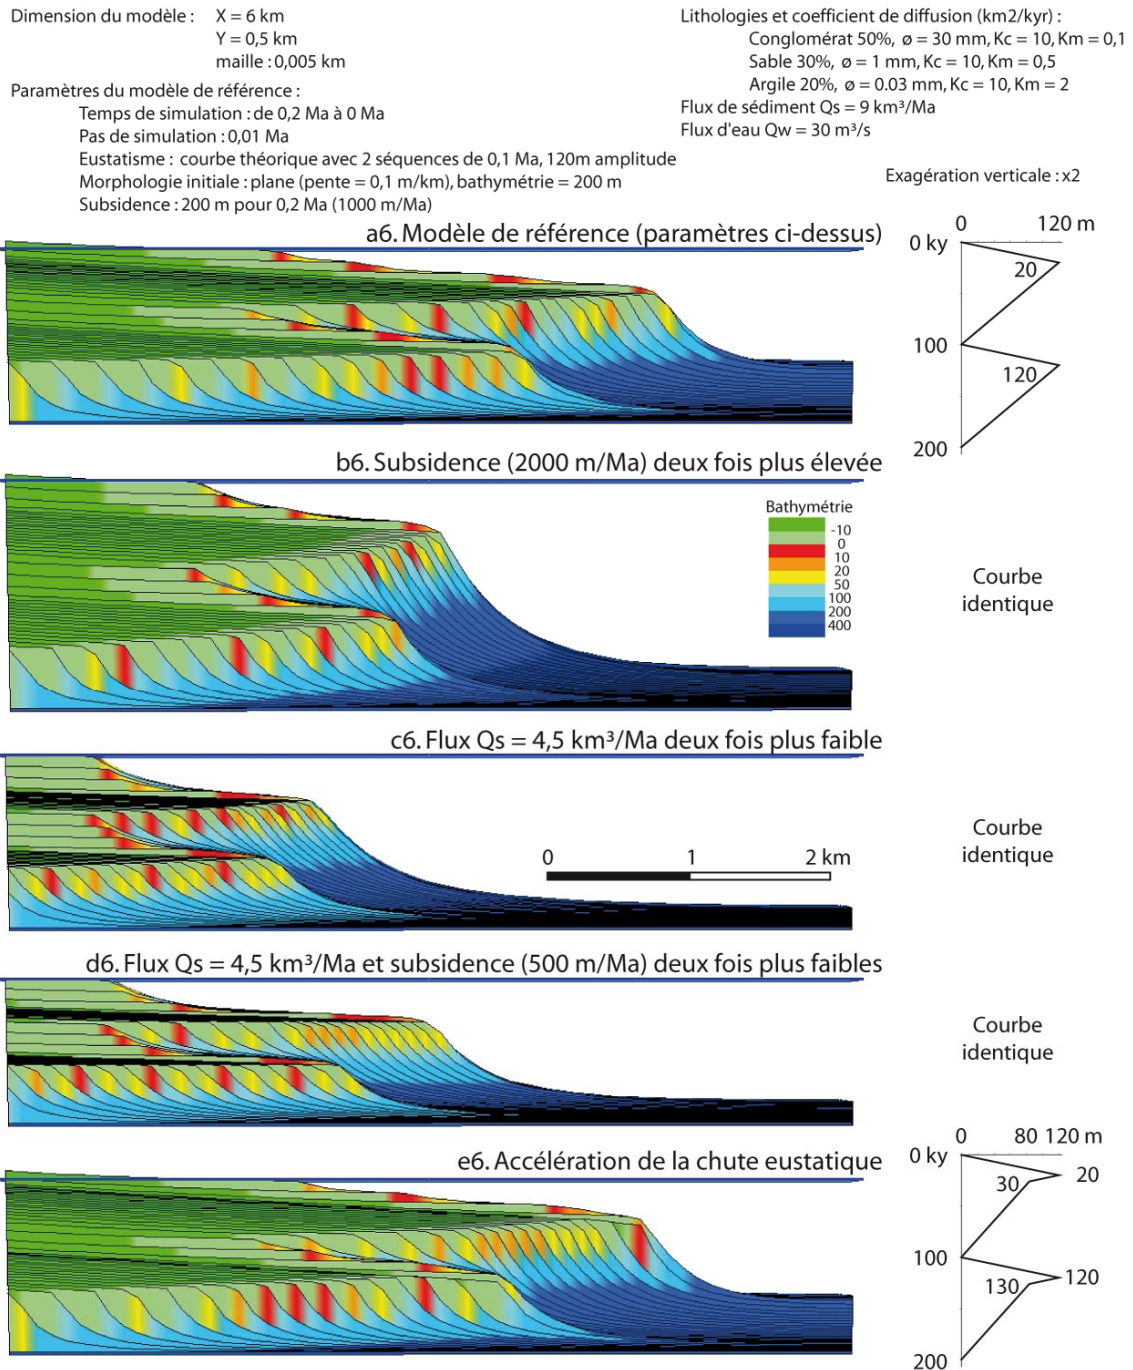 Dimension du modèle : X = 6 km
Y = 0,5 km
maille : 0,005 km
Paramètres du modèle de référence :
Temps de simulation : de 0,2 Ma à 0 Ma
Pas de simulation : 0,01 Ma
Eustatisme : courbe théorique avec 2 séquences de 0,1 Ma, 120m amplitude
Morphologie initiale : plane (pente = 0,1 m/km), bathymétrie = 200 m
Subsidence : 200 m pour 0,2 Ma (1000 m/Ma)
Lithologies et coefficient de diffusion (km2/kyr) :
Conglomérat 50%, ø = 30 mm, Kc = 10, Km = 0,1
Sable 30%, ø = 1 mm, Kc = 10, Km = 0,5
Argile 20%, ø = 0.03 mm, Kc = 10, Km = 2
Flux de sédiment Qs = 9 km³/Ma
Flux d'eau Qw = 30 m³/s
Exagération verticale : x2
a6. Modèle de référence (paramètres ci-dessus)
0 120 m
0 ky
20
100
120
200
b6. Subsidence (2000 m/Ma) deux fois plus élevée
Bathymétrie
-10
0
10
20
50
100
200
400
Courbe
identique
c6. Flux Qs = 4,5 km³/Ma deux fois plus faible
0 1 2 km
Courbe
identique
d6. Flux Qs = 4,5 km³/Ma et subsidence (500 m/Ma) deux fois plus faibles
Courbe
identique
e6. Accélération de la chute eustatique
0 80 120 m
0 ky
20
30
100
120
130
200